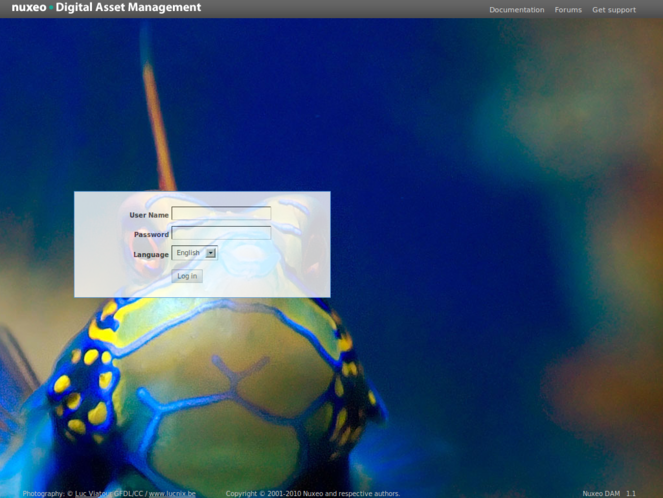 nuxeo Digital Asset Management
Documentation Forums Get support
User Name
Password
Language English
Log in
Photography: © Luc Viatour GFDL/CC / www.lucnix.be Copyright © 2001-2010 Nuxeo and respective authors. Nuxeo DAM 1.1